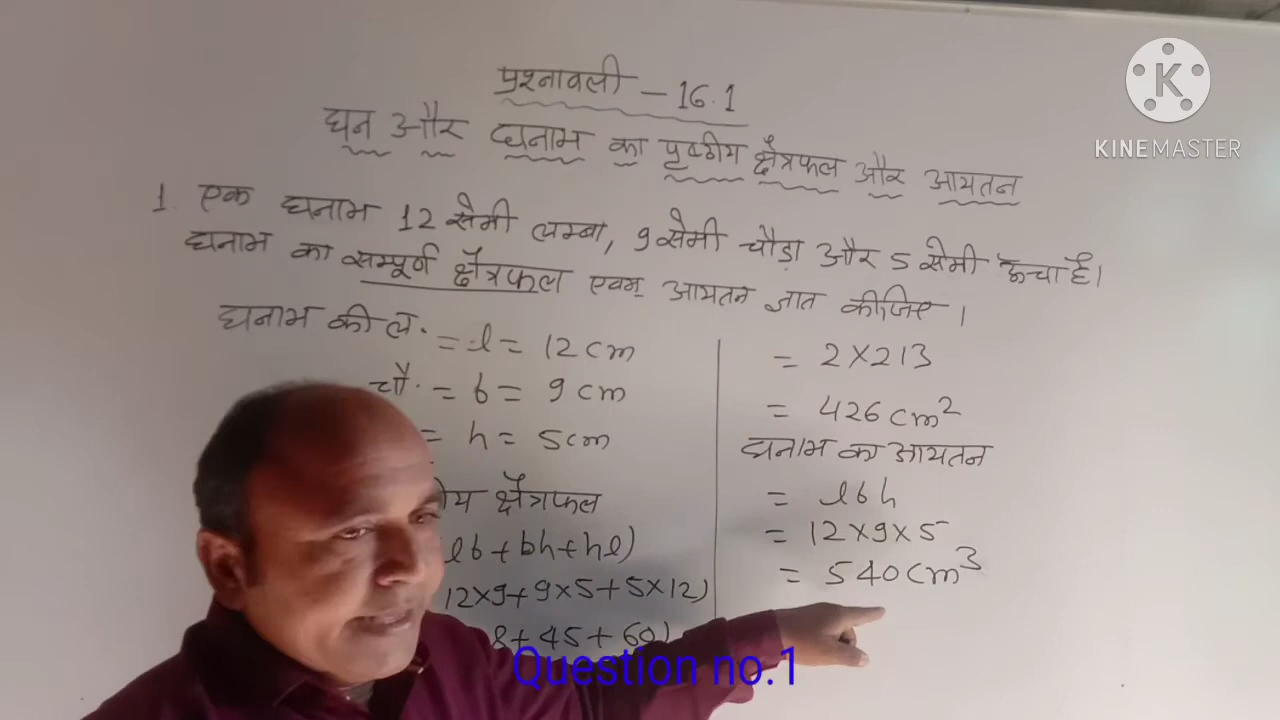 KINEMASTER
प्रश्नावली - 16.1
घन और घनाभ का पृष्ठीय क्षेत्रफल और आयतन
1. एक घनाभ 12 सेमी लम्बा, 9 सेमी चौड़ा और 5 सेमी ऊँचा है।
घनाभ का सम्पूर्ण क्षेत्रफल एवम् आयतन ज्ञात कीजिए।
घनाभ की ल. = l = 12 cm
चौ. = b = 9 cm
= h = 5 cm
क्षेत्रफल
lb + bh + hl)
12×9 + 9×5 + 5×12)
8 + 45 + 60)
= 2×213
= 426 cm²
घनाभ का आयतन
= lbh
= 12×9×5
= 540 cm³
Question no.1